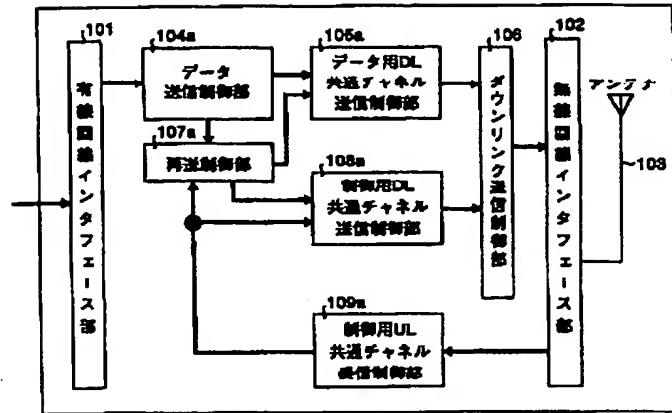 101
有線回線インタフェース部
104a
データ
送信制御部
107a
再送制御部
105a
データ用DL
共通チャネル
送信制御部
108a
制御用DL
共通チャネル
送信制御部
109a
制御用UL
共通チャネル
受信制御部
106
ダウンリンク送信制御部
102
無線回線インタフェース部
アンテナ
103